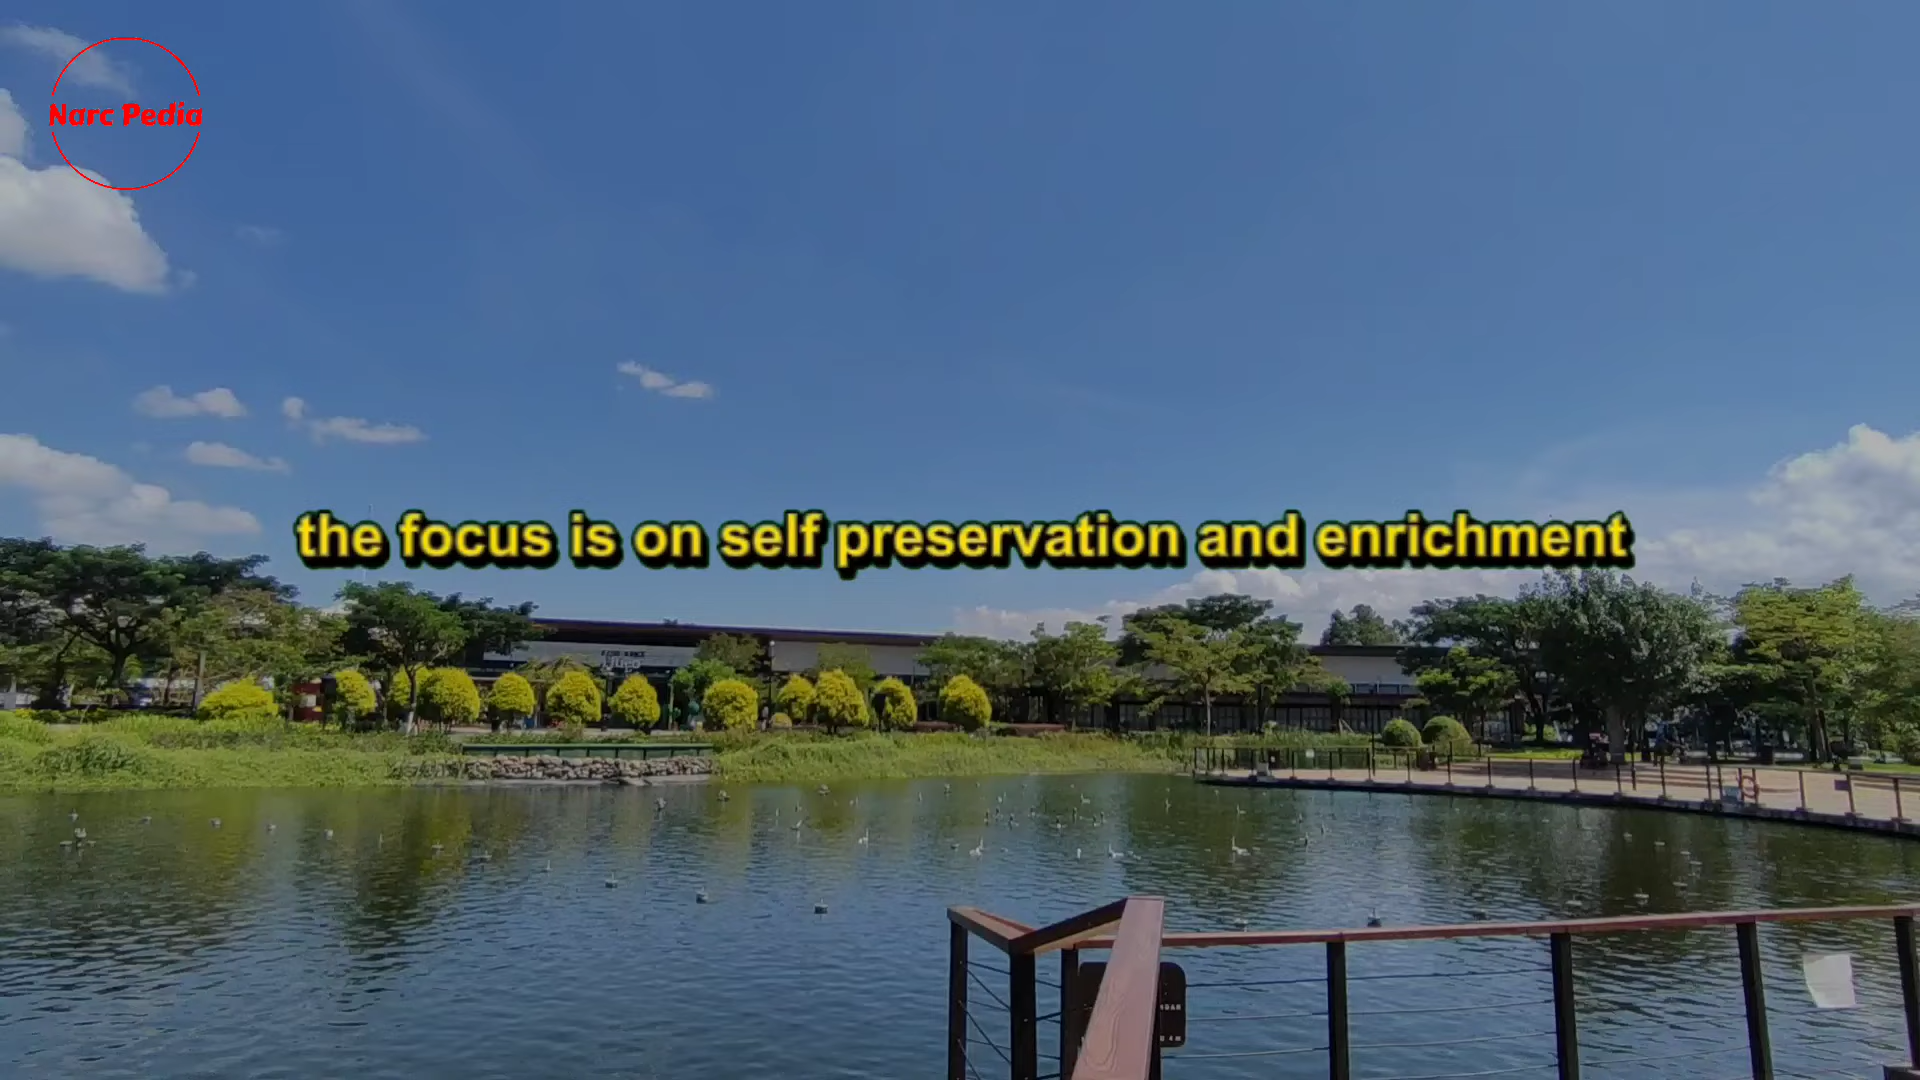 Narc Pedia
the focus is on self preservation and enrichment